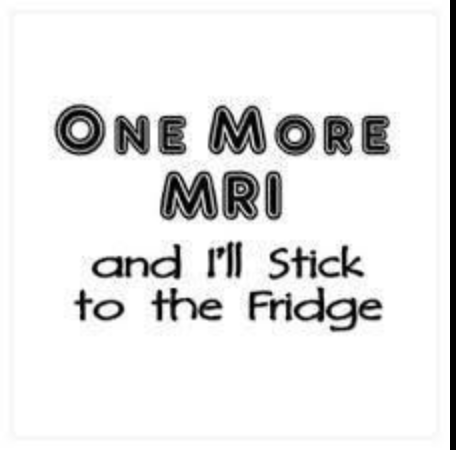 One More
MRI
and I'll Stick
to the Fridge